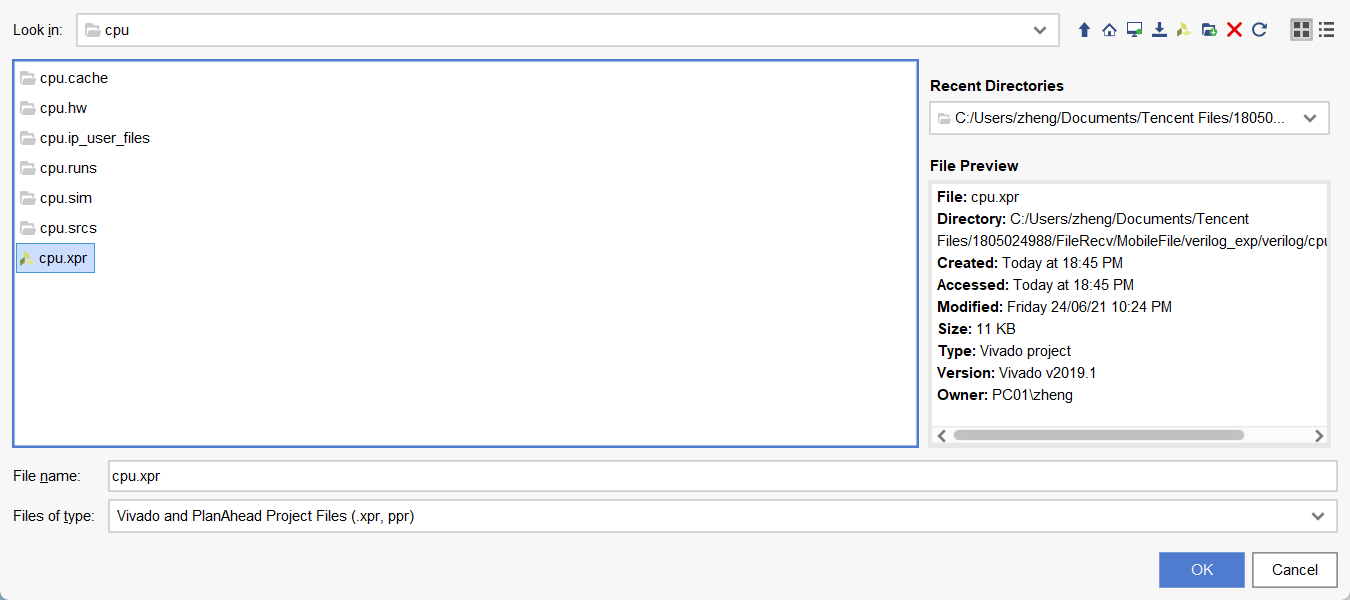 Look in: cpu
cpu.cache
cpu.hw
cpu.ip_user_files
cpu.runs
cpu.sim
cpu.srcs
cpu.xpr
Recent Directories
C:/Users/zheng/Documents/Tencent Files/18050...
File Preview
File: cpu.xpr
Directory: C:/Users/zheng/Documents/Tencent
Files/1805024988/FileRecv/MobileFile/verilog_exp/verilog/cpu
Created: Today at 18:45 PM
Accessed: Today at 18:45 PM
Modified: Friday 24/06/21 10:24 PM
Size: 11 KB
Type: Vivado project
Version: Vivado v2019.1
Owner: PC01\zheng
File name: cpu.xpr
Files of type: Vivado and PlanAhead Project Files (.xpr, ppr)
OK Cancel